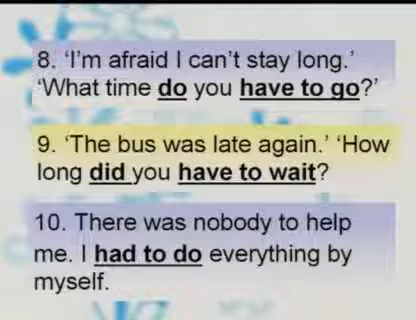 8. ‘I’m afraid I can’t stay long.’
‘What time do you have to go?’
9. ‘The bus was late again.’ ‘How
long did you have to wait?
10. There was nobody to help
me. I had to do everything by
myself.